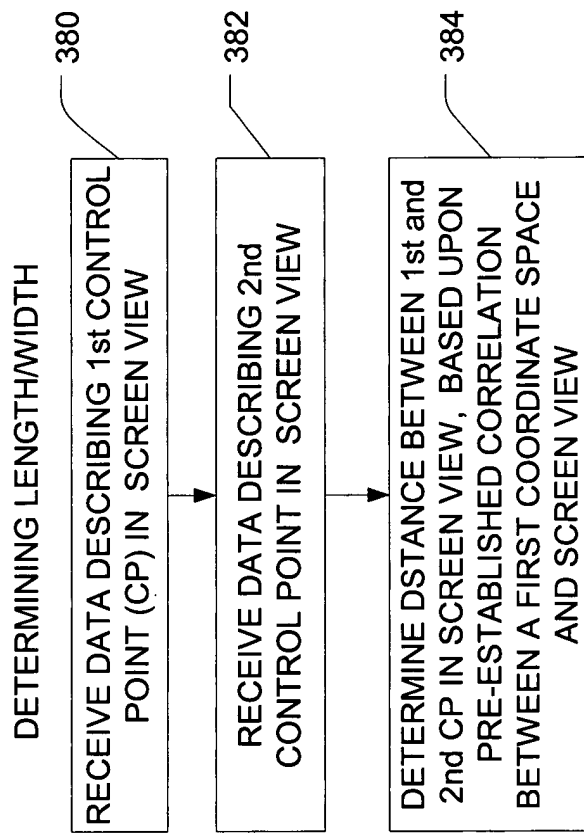 DETERMINING LENGTH/WIDTH
RECEIVE DATA DESCRIBING 1st CONTROL
POINT (CP) IN SCREEN VIEW
380
RECEIVE DATA DESCRIBING 2nd
CONTROL POINT IN SCREEN VIEW
382
DETERMINE DSTANCE BETWEEN 1st and
2nd CP IN SCREEN VIEW, BASED UPON
PRE-ESTABLISHED CORRELATION
BETWEEN A FIRST COORDINATE SPACE
AND SCREEN VIEW
384